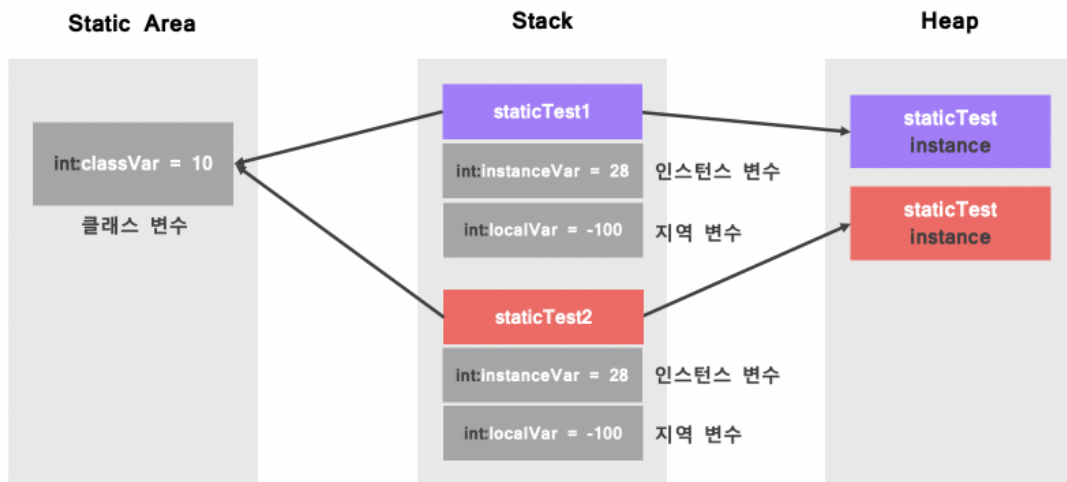 Static Area
Stack
Heap
int:classVar = 10
클래스 변수
staticTest1
int:instanceVar = 28
인스턴스 변수
int:localVar = -100
지역 변수
staticTest2
int:instanceVar = 28
인스턴스 변수
int:localVar = -100
지역 변수
staticTest
instance
staticTest
instance